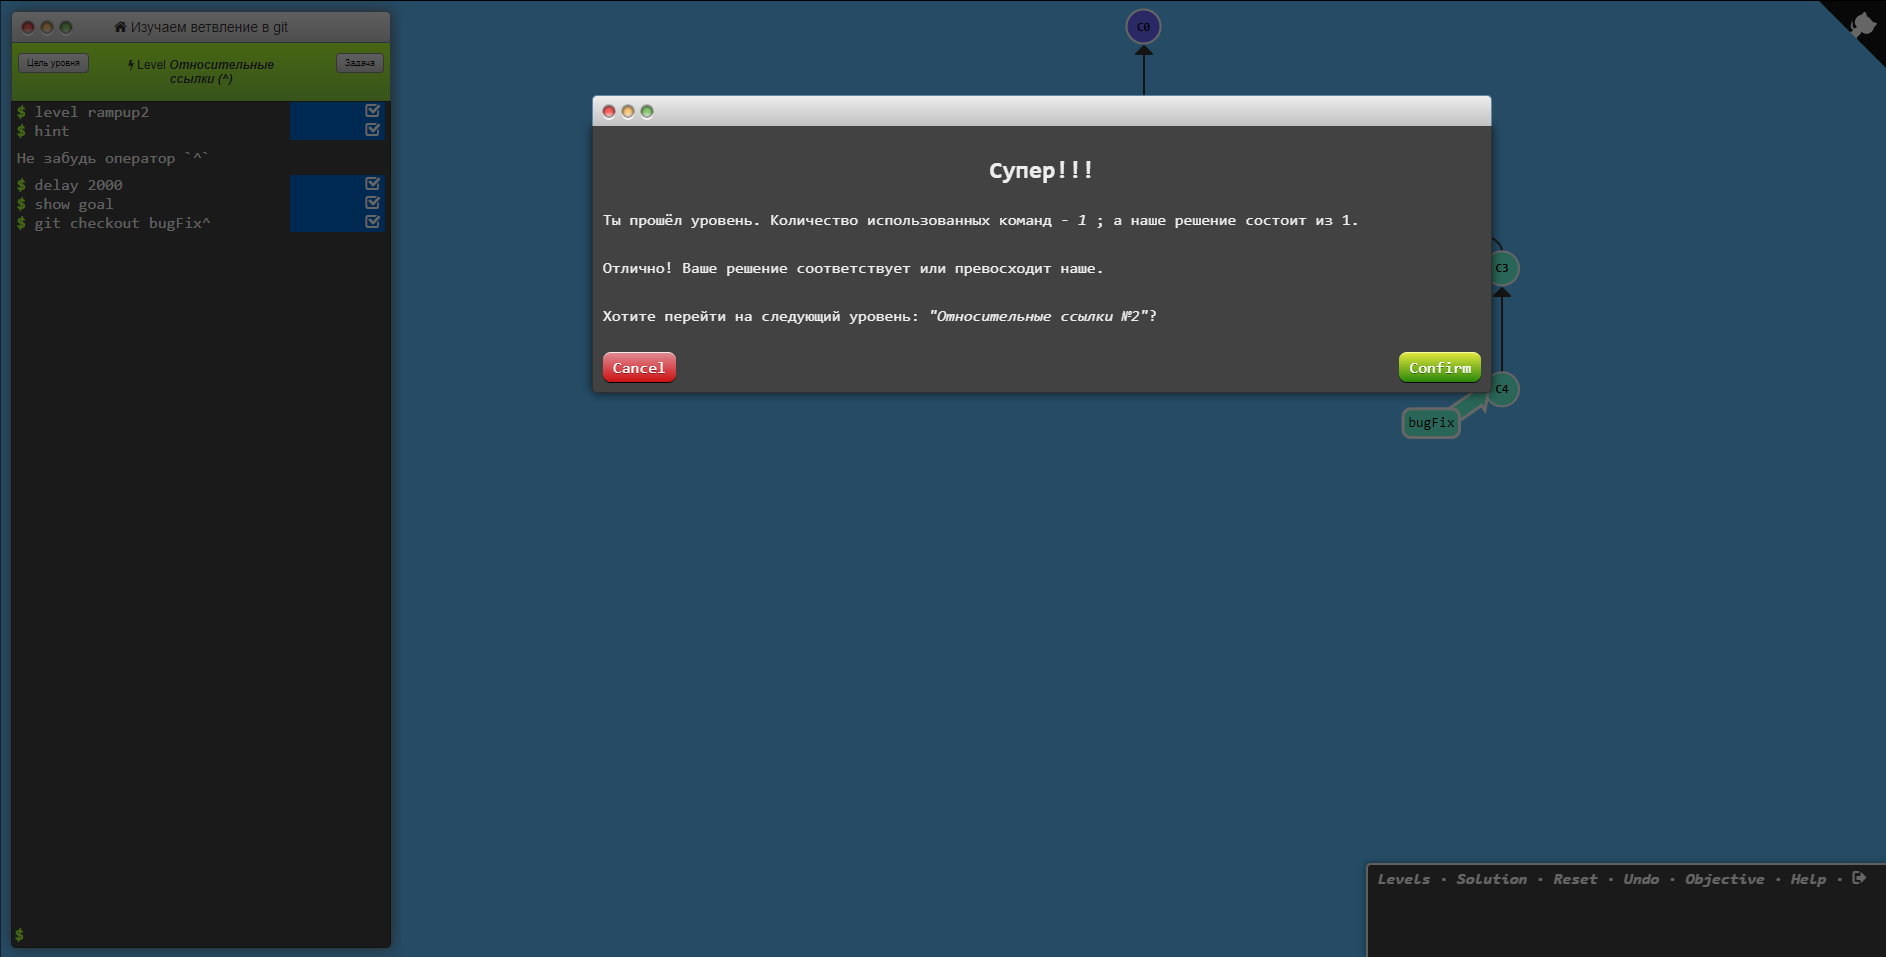 Изучаем ветвление в git
Цель уровня
Level Относительные
ссылки (^)
Задача
$ level rampup2
$ hint
Не забудь оператор `^`
$ delay 2000
$ show goal
$ git checkout bugFix^
$
C0
Супер!!!
Ты прошёл уровень. Количество использованных команд - 1 ; а наше решение состоит из 1.
Отлично! Ваше решение соответствует или превосходит наше.
Хотите перейти на следующий уровень: "Относительные ссылки №2"?
Cancel
Confirm
C3
C4
bugFix
Levels · Solution · Reset · Undo · Objective · Help ·